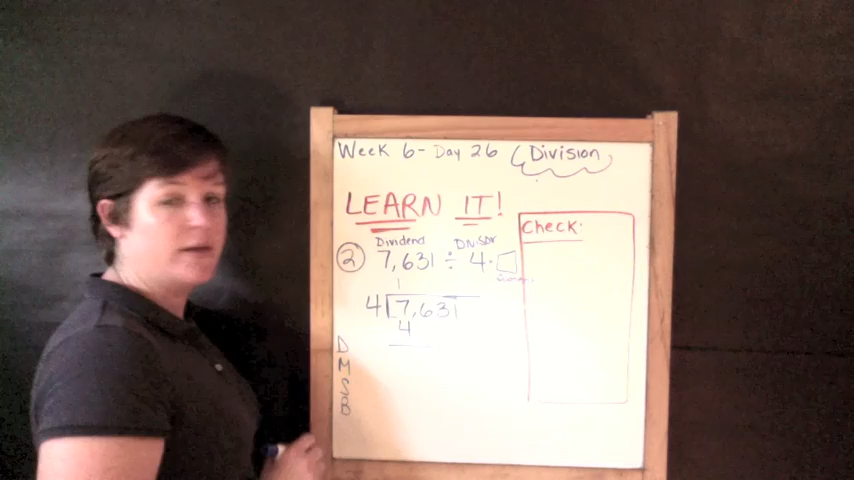 Week 6- Day 26 (Division
LEARN IT!
Check:
Dividend Divisor
2 7,631 ÷ 4 =
1
4 7,631
4
D
M
S
B